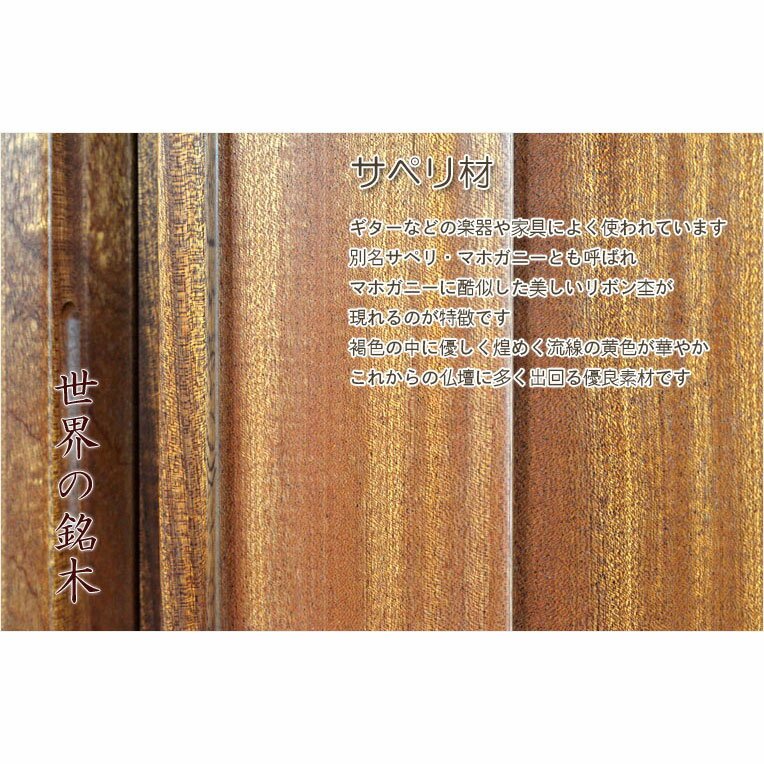 サペリ材
ギターなどの楽器や家具によく使われています
別名サペリ・マホガニーとも呼ばれ
マホガニーに酷似した美しいリボン杢が
現れるのが特徴です
褐色の中に優しく煌めく流線の黄色が華やか
これからの仏壇に多く出回る優良素材です
世界の銘木